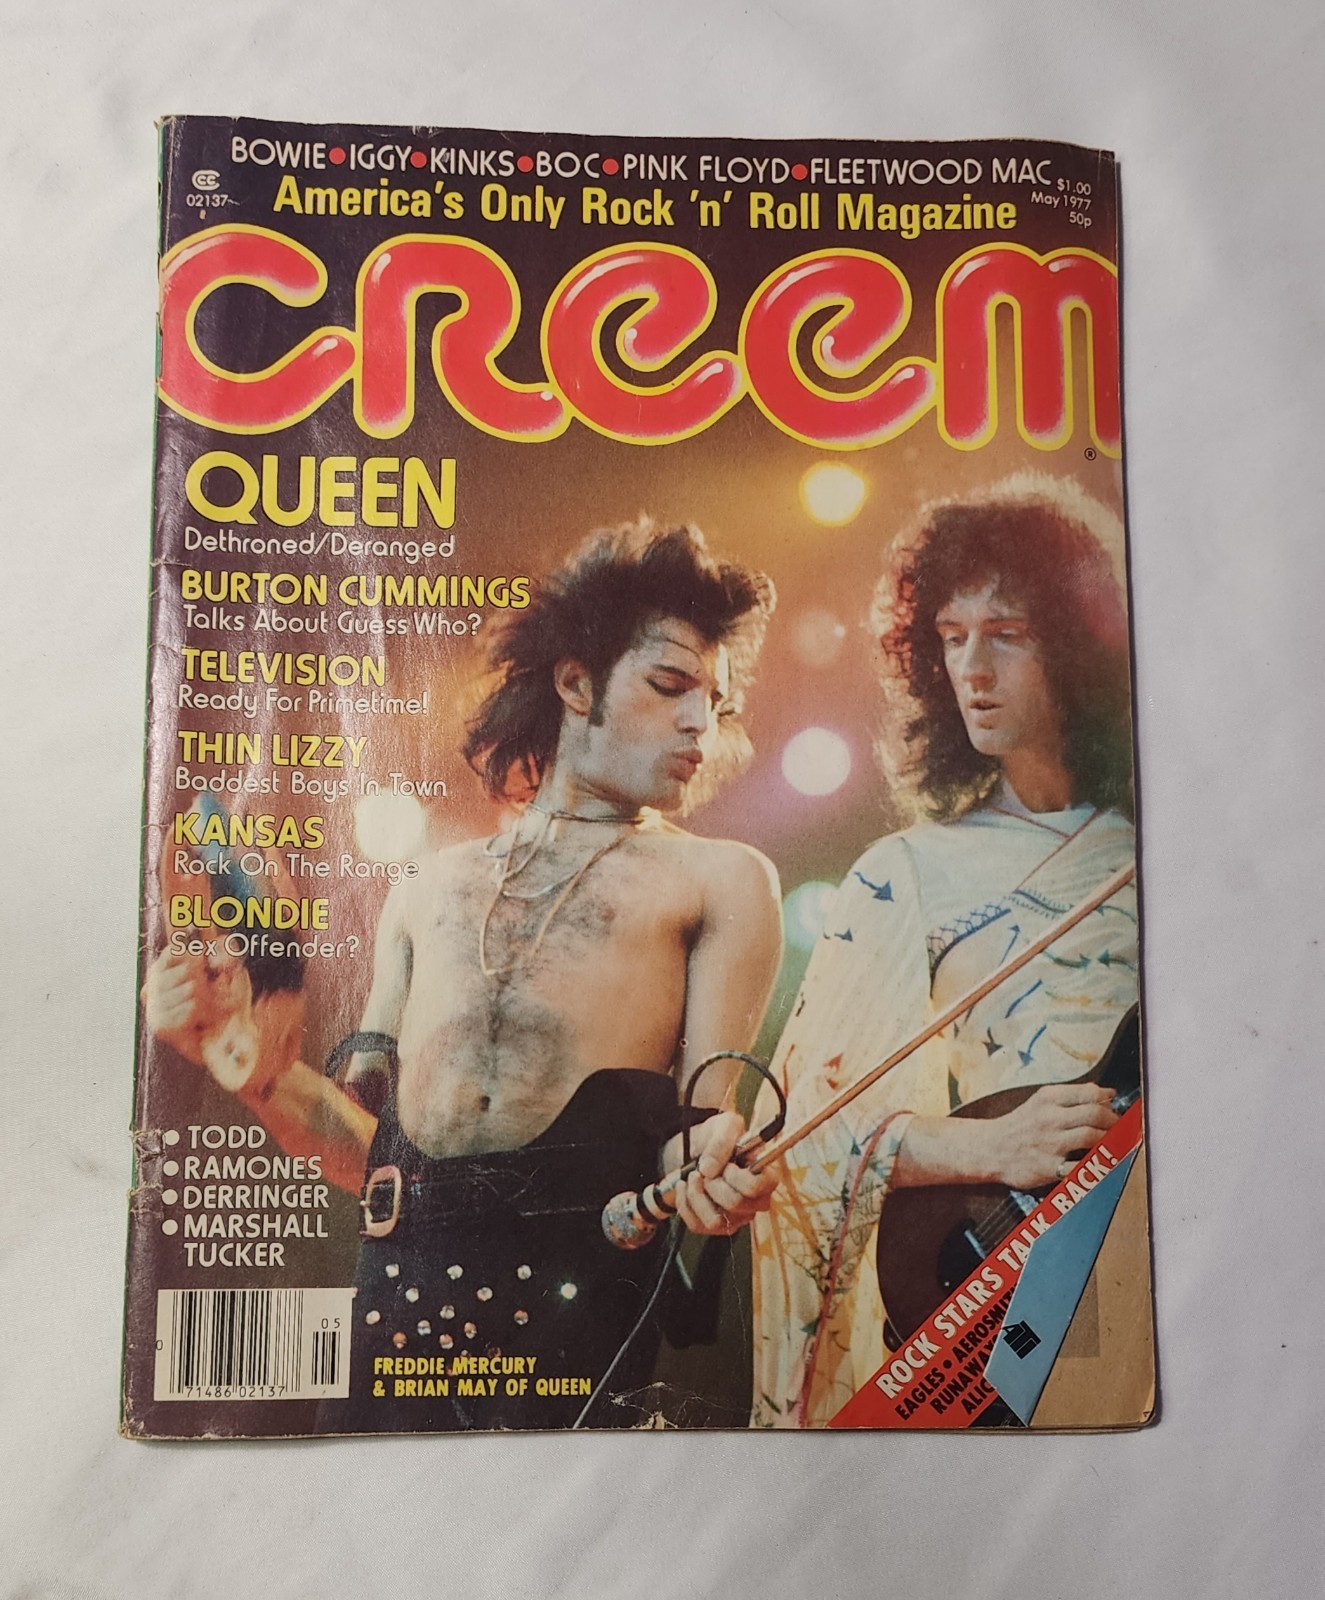 BOWIE•IGGY•KINKS•BOC•PINK FLOYD•FLEETWOOD MAC
$1.00
May 1977
50p
02137
America's Only Rock 'n' Roll Magazine
CREEM
®
QUEEN
Dethroned/Deranged
BURTON CUMMINGS
Talks About Guess Who?
TELEVISION
Ready For Primetime!
THIN LIZZY
Baddest Boys In Town
KANSAS
Rock On The Range
BLONDIE
Sex Offender?
• TODD
• RAMONES
• DERRINGER
• MARSHALL
TUCKER
05
0
71486 02137
FREDDIE MERCURY
& BRIAN MAY OF QUEEN
ROCK STARS TALK BACK!
EAGLES •